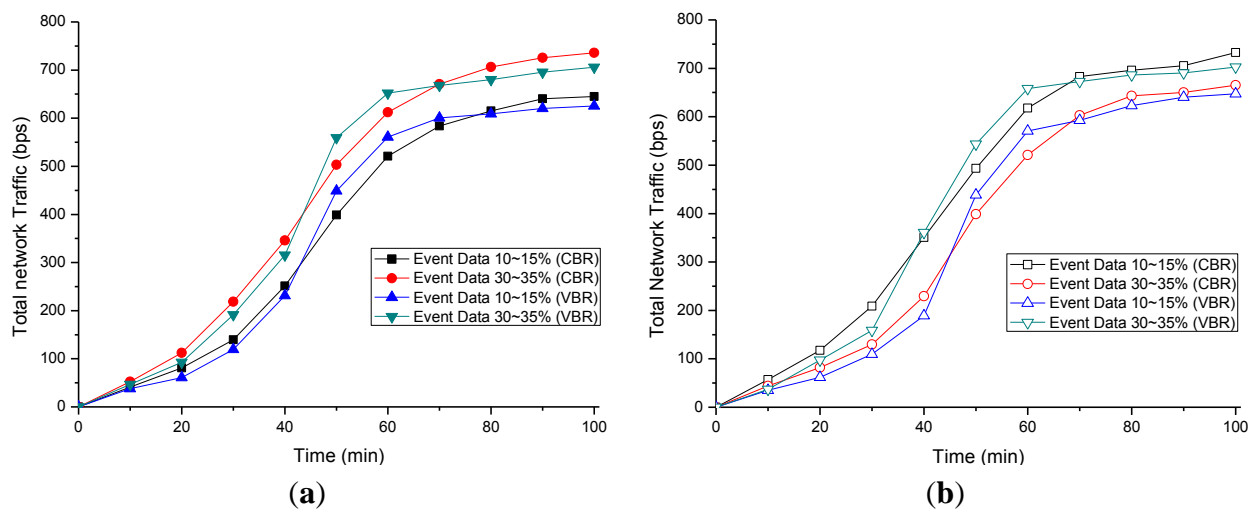 800
700
600
500
400
300
200
100
0
Total network Traffic (bps)
Event Data 10~15% (CBR)
Event Data 30~35% (CBR)
Event Data 10~15% (VBR)
Event Data 30~35% (VBR)
0 20 40 60 80 100
Time (min)
(a)
800
700
600
500
400
300
200
100
0
Total Network Traffic (bps)
Event Data 10~15% (CBR)
Event Data 30~35% (CBR)
Event Data 10~15% (VBR)
Event Data 30~35% (VBR)
0 20 40 60 80 100
Time (min)
(b)